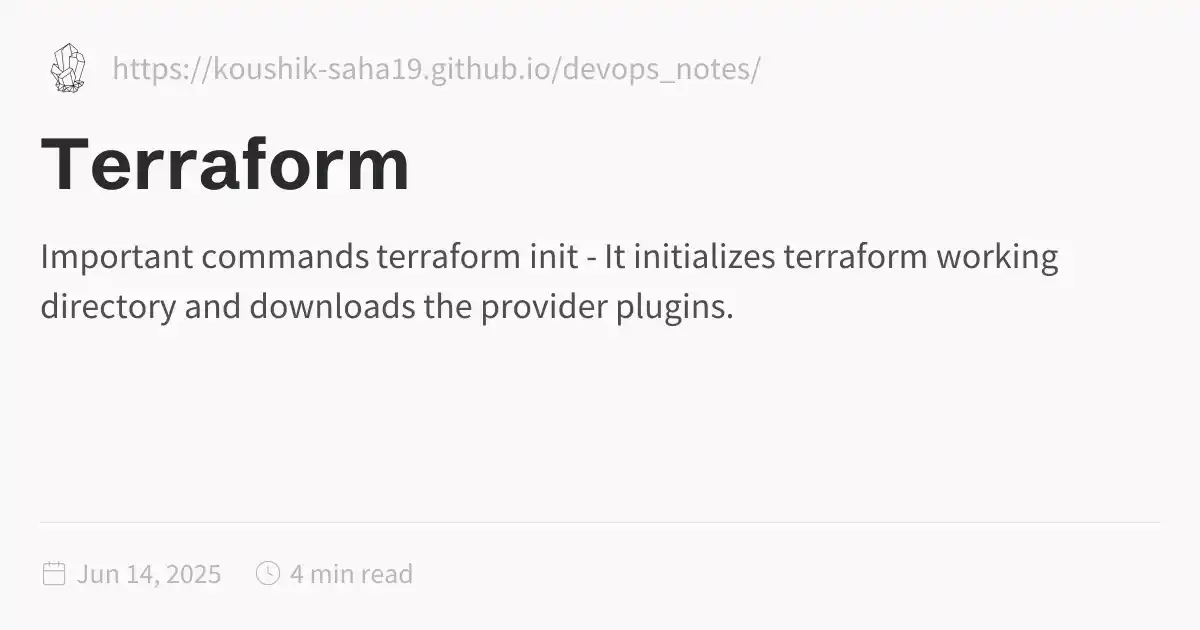 https://koushik-saha19.github.io/devops_notes/
Terraform
Important commands terraform init - It initializes terraform working
directory and downloads the provider plugins.
Jun 14, 2025 4 min read